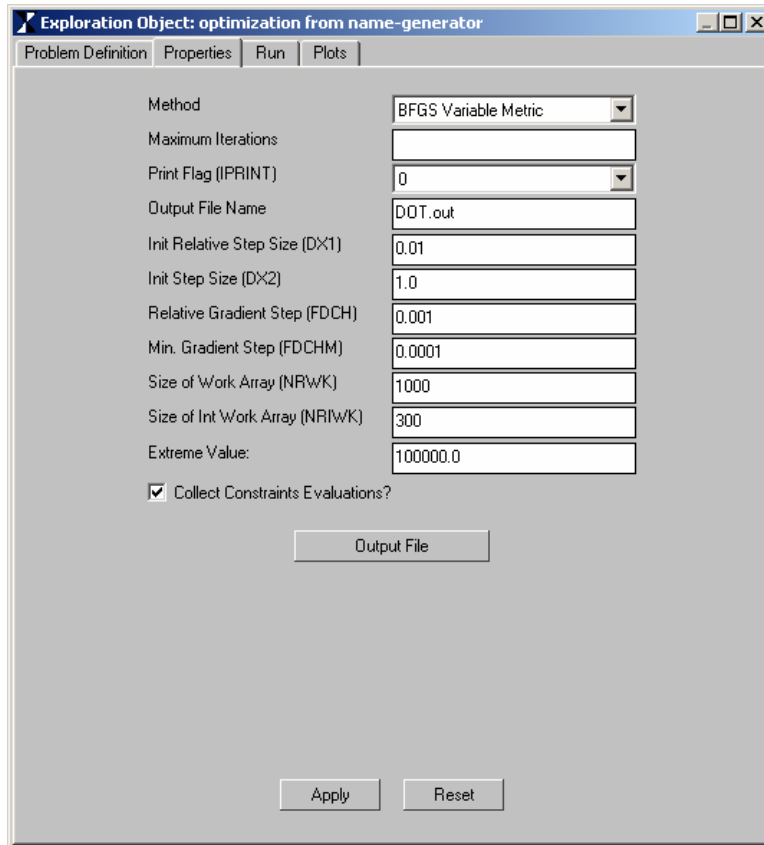 Exploration Object: optimization from name-generator
Problem Definition Properties Run Plots
Method BFGS Variable Metric
Maximum Iterations
Print Flag (IPRINT) 0
Output File Name DOT.out
Init Relative Step Size (DX1) 0.01
Init Step Size (DX2) 1.0
Relative Gradient Step (FDCH) 0.001
Min. Gradient Step (FDCHM) 0.0001
Size of Work Array (NRWK) 1000
Size of Int Work Array (NRIWK) 300
Extreme Value: 100000.0
Collect Constraints Evaluations?
Output File
Apply Reset